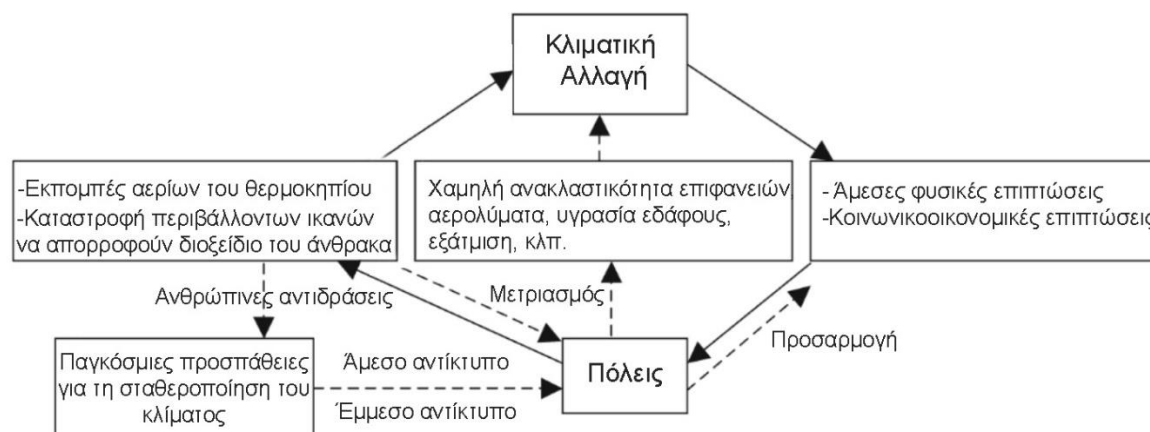 Κλιματική
Αλλαγή
-Εκπομπές αερίων του θερμοκηπίου
-Καταστροφή περιβάλλοντων ικανών
να απορροφούν διοξείδιο του άνθρακα
Χαμηλή ανακλαστικότητα επιφανειών,
αερολύματα, υγρασία εδάφους,
εξάτμιση, κλπ.
- Άμεσες φυσικές επιπτώσεις
-Κοινωνικοοικονομικές επιπτώσεις
Ανθρώπινες αντιδράσεις
Μετριασμός
Προσαρμογή
Παγκόσμιες προσπάθειες
για τη σταθεροποίηση του
κλίματος
Άμεσο αντίκτυπο
Έμμεσο αντίκτυπο
Πόλεις